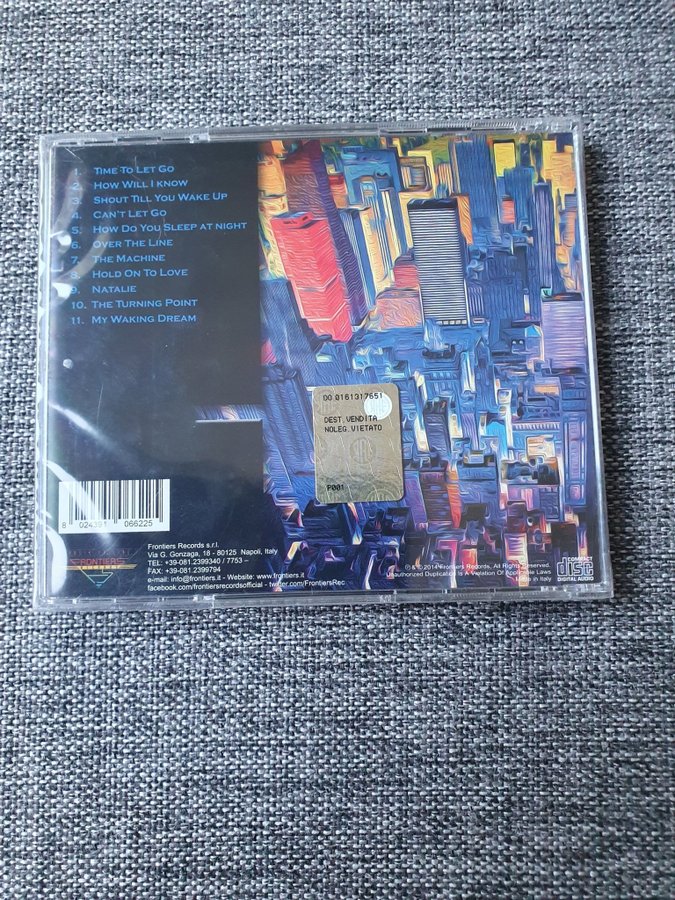 1. Time To Let Go
2. How Will I know
3. Shout Till You Wake Up
4. Can't Let Go
5. How Do You Sleep at night
6. Over The Line
7. The Machine
8. Hold On To Love
9. Natalie
10. The Turning Point
11. My Waking Dream
DG 0161317651
DEST.VENDITA
NOLEG.VIETATO
P001
8 024391 066225
FRONTIERS
Frontiers Records s.r.l.
Via G. Gonzaga, 18 - 80125 Napoli, Italy
TEL: +39-081.2399340 / 7753 –
FAX: +39-081.2399794
e-mail: info@frontiers.it - Website: www.frontiers.it
facebook.com/frontiersrecordsofficial - twitter.com/FrontiersRec
℗ & © 2014 Frontiers Records, All Rights Reserved.
Unauthorized Duplication Is A Violation Of Applicable Laws
Made in Italy
COMPACT
disc
DIGITAL AUDIO